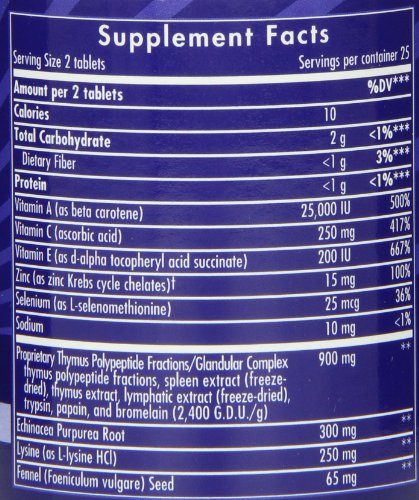 Supplement Facts
Serving Size 2 tablets Servings per container 25
Amount per 2 tablets %DV***
Calories 10
Total Carbohydrate 2 g <1%***
Dietary Fiber <1 g 3%***
Protein <1 g <1%***
Vitamin A (as beta carotene) 25,000 IU 500%
Vitamin C (ascorbic acid) 250 mg 417%
Vitamin E (as d-alpha tocopheryl acid succinate) 200 IU 667%
Zinc (as zinc Krebs cycle chelates)† 15 mg 100%
Selenium (as L-selenomethionine) 25 mcg 36%
Sodium 10 mg <1%
Proprietary Thymus Polypeptide Fractions/Glandular Complex 900 mg **
thymus polypeptide fractions, spleen extract (freeze-
dried), thymus extract, lymphatic extract (freeze-dried),
trypsin, papain, and bromelain (2,400 G.D.U./g)
Echinacea Purpurea Root 300 mg **
Lysine (as L-lysine HCl) 250 mg **
Fennel (Foeniculum vulgare) Seed 65 mg **